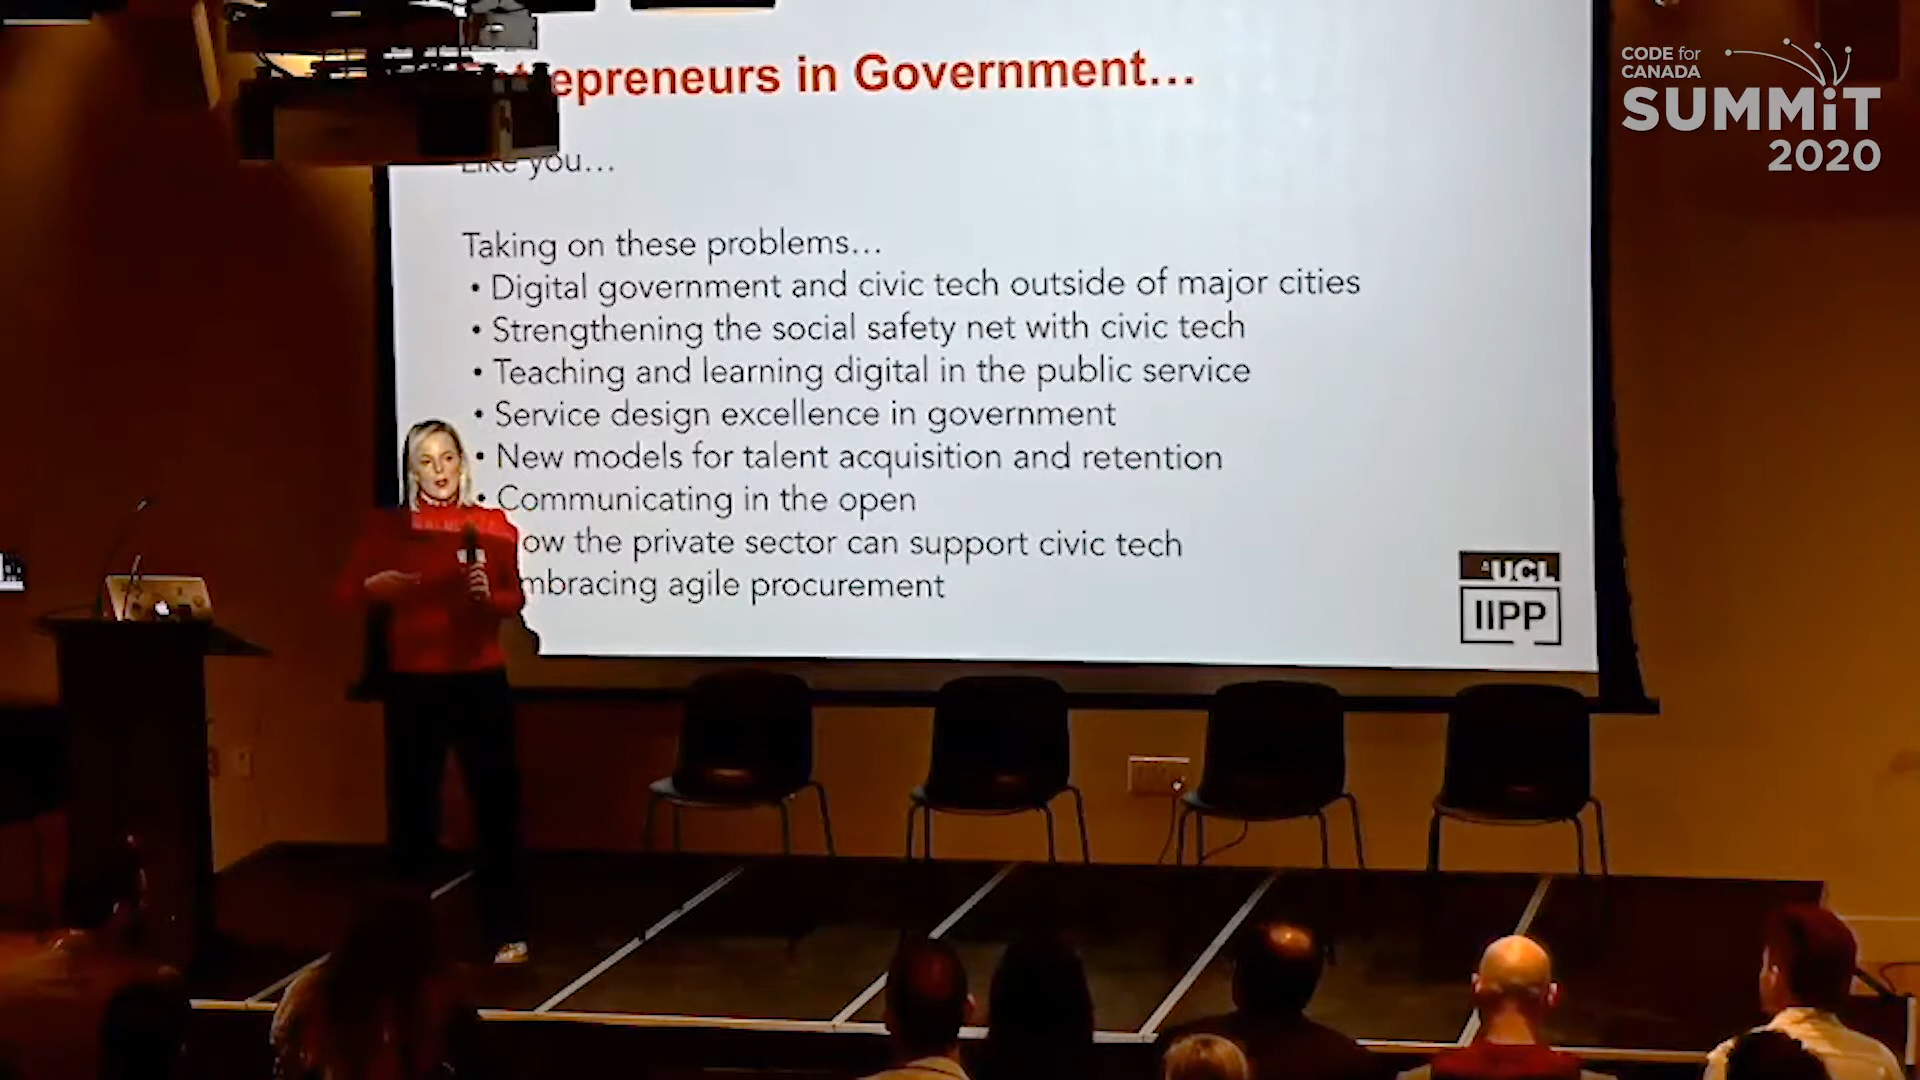 epreneurs in Government...
Like you...
Taking on these problems...
• Digital government and civic tech outside of major cities
• Strengthening the social safety net with civic tech
• Teaching and learning digital in the public service
• Service design excellence in government
• New models for talent acquisition and retention
• Communicating in the open
ow the private sector can support civic tech
mbracing agile procurement
UCL
IIPP
CODE for
CANADA
SUMMiT
2020